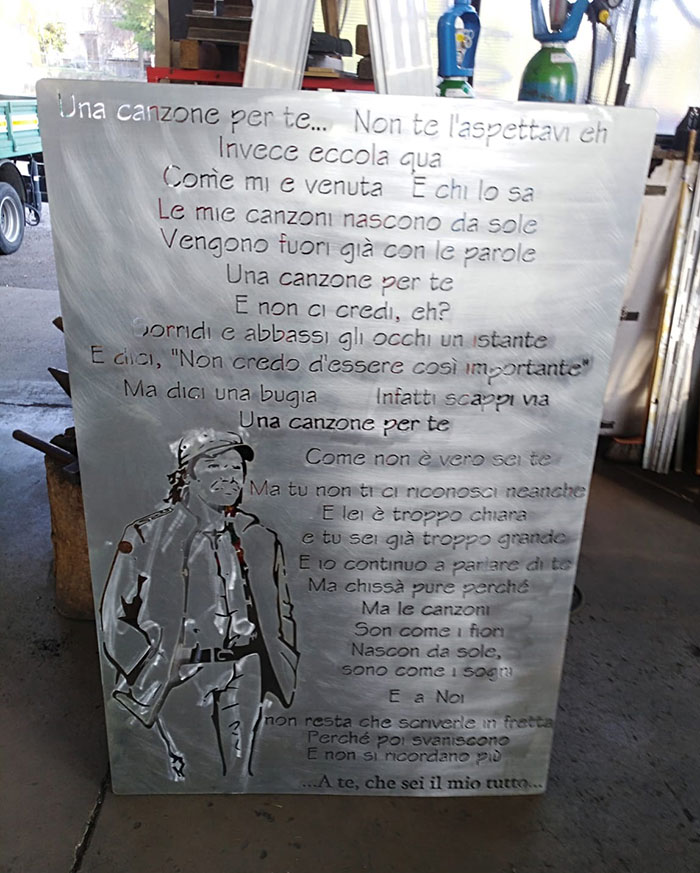 Una canzone per te... Non te l'aspettavi eh
Invece eccola qua
Come mi e venuta E chi lo sa
Le mie canzoni nascono da sole
Vengono fuori già con le parole
Una canzone per te
E non ci credi, eh?
Sorridi e abbassi gli occhi un istante
E dici, "Non credo d'essere così importante"
Ma dici una bugia Infatti scappi via
Una canzone per te
Come non è vero sei te
Ma tu non ti ci riconosci neanche
E lei è troppo chiara
e tu sei già troppo grande
E io continuo a parlare di te
Ma chissà pure perché
Ma le canzoni
Son come i fiori
Nascon da sole,
sono come i sogni
E a Noi
non resta che scriverle in fretta
Perché poi svaniscono
E non si ricordano più
...A te, che sei il mio tutto...